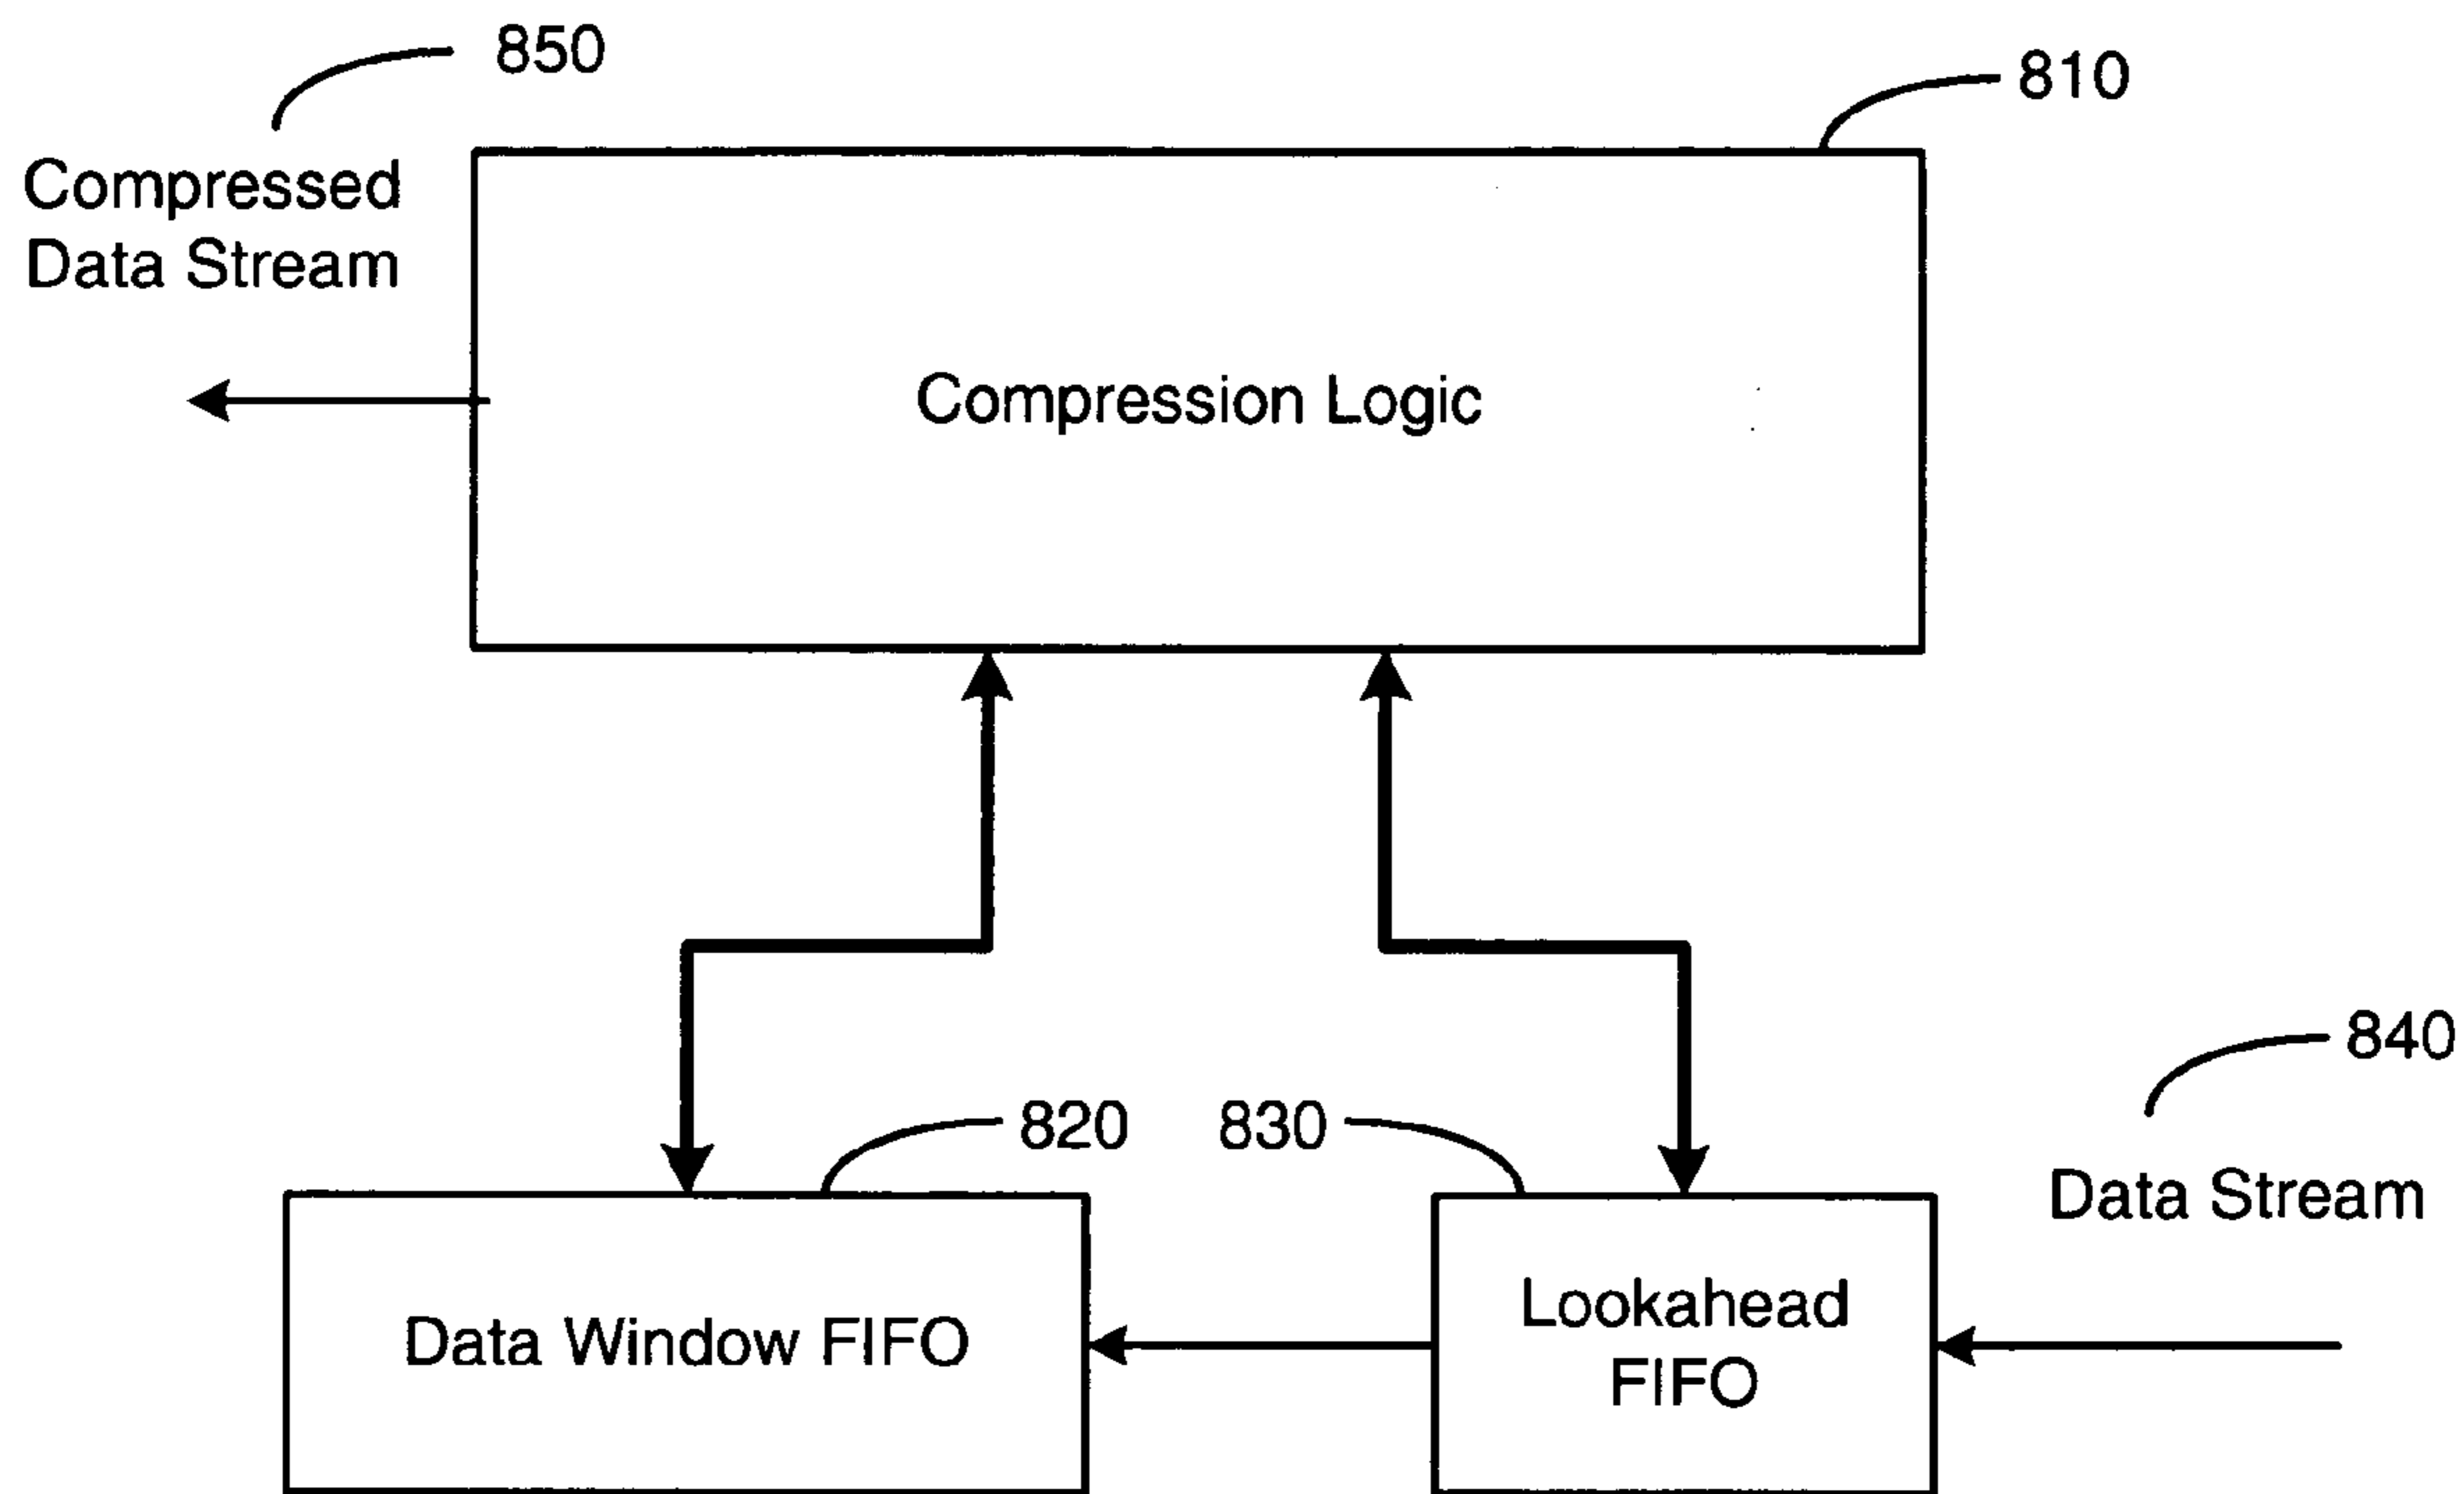 850
810
Compressed
Data Stream
Compression Logic
840
820
830
Data Stream
Data Window FIFO
Lookahead
FIFO